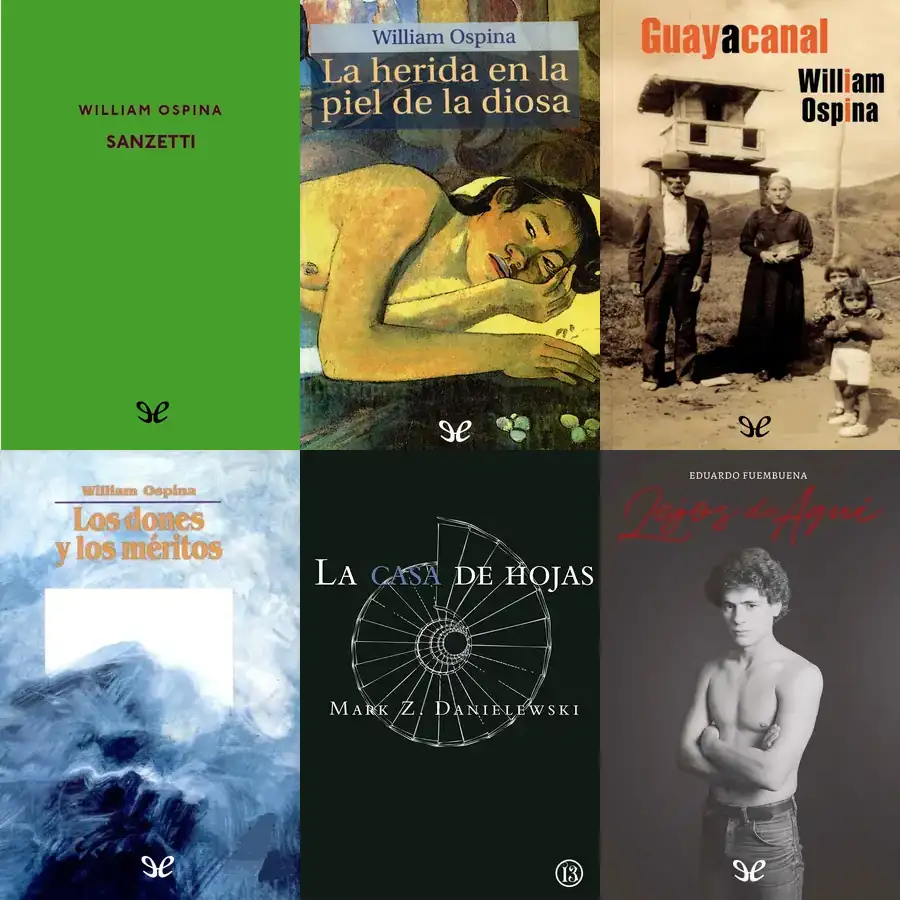 WILLIAM OSPINA
SANZETTI
William Ospina
La herida en la
piel de la diosa
Guayacanal
William
Ospina
William Ospina
Los dones
y los méritos
LA CASA DE HOJAS
MARK Z. DANIELEWSKI
13
EDUARDO FUEMBUENA
Lejos de Aquí